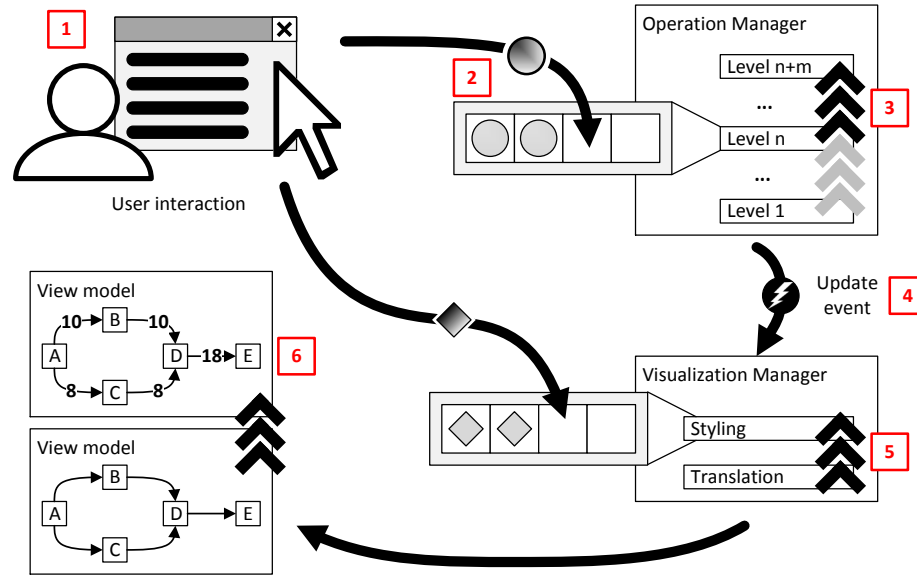 1
User interaction
2
Operation Manager
Level n+m
...
Level n
...
Level 1
3
Update
event
4
Visualization Manager
Styling
Translation
5
View model
10 B 10
A D 18 E
8 C 8
6
View model
B
A D E
C